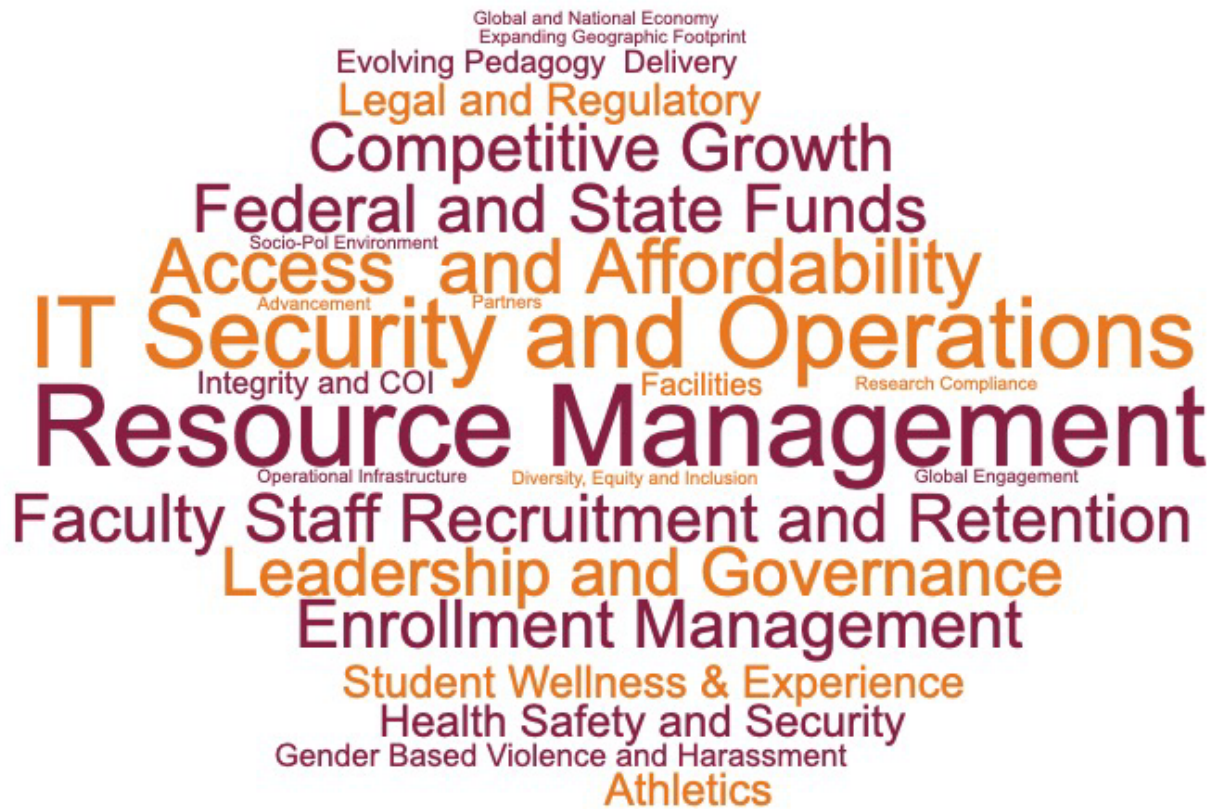 Global and National Economy
Expanding Geographic Footprint
Evolving Pedagogy  Delivery
Legal and Regulatory
Competitive Growth
Federal and State Funds
Socio-Pol Environment
Access  and Affordability
Advancement
Partners
IT Security and Operations
Integrity and COI
Facilities
Research Compliance
Resource Management
Operational Infrastructure
Diversity, Equity and Inclusion
Global Engagement
Faculty Staff Recruitment and Retention
Leadership and Governance
Enrollment Management
Student Wellness & Experience
Health Safety and Security
Gender Based Violence and Harassment
Athletics